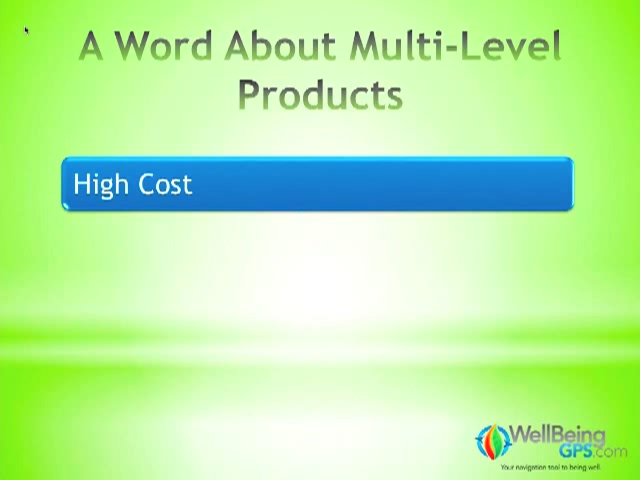 A Word About Multi-Level
Products
High Cost
WellBeing
GPS.com
Your navigation tool to being well.